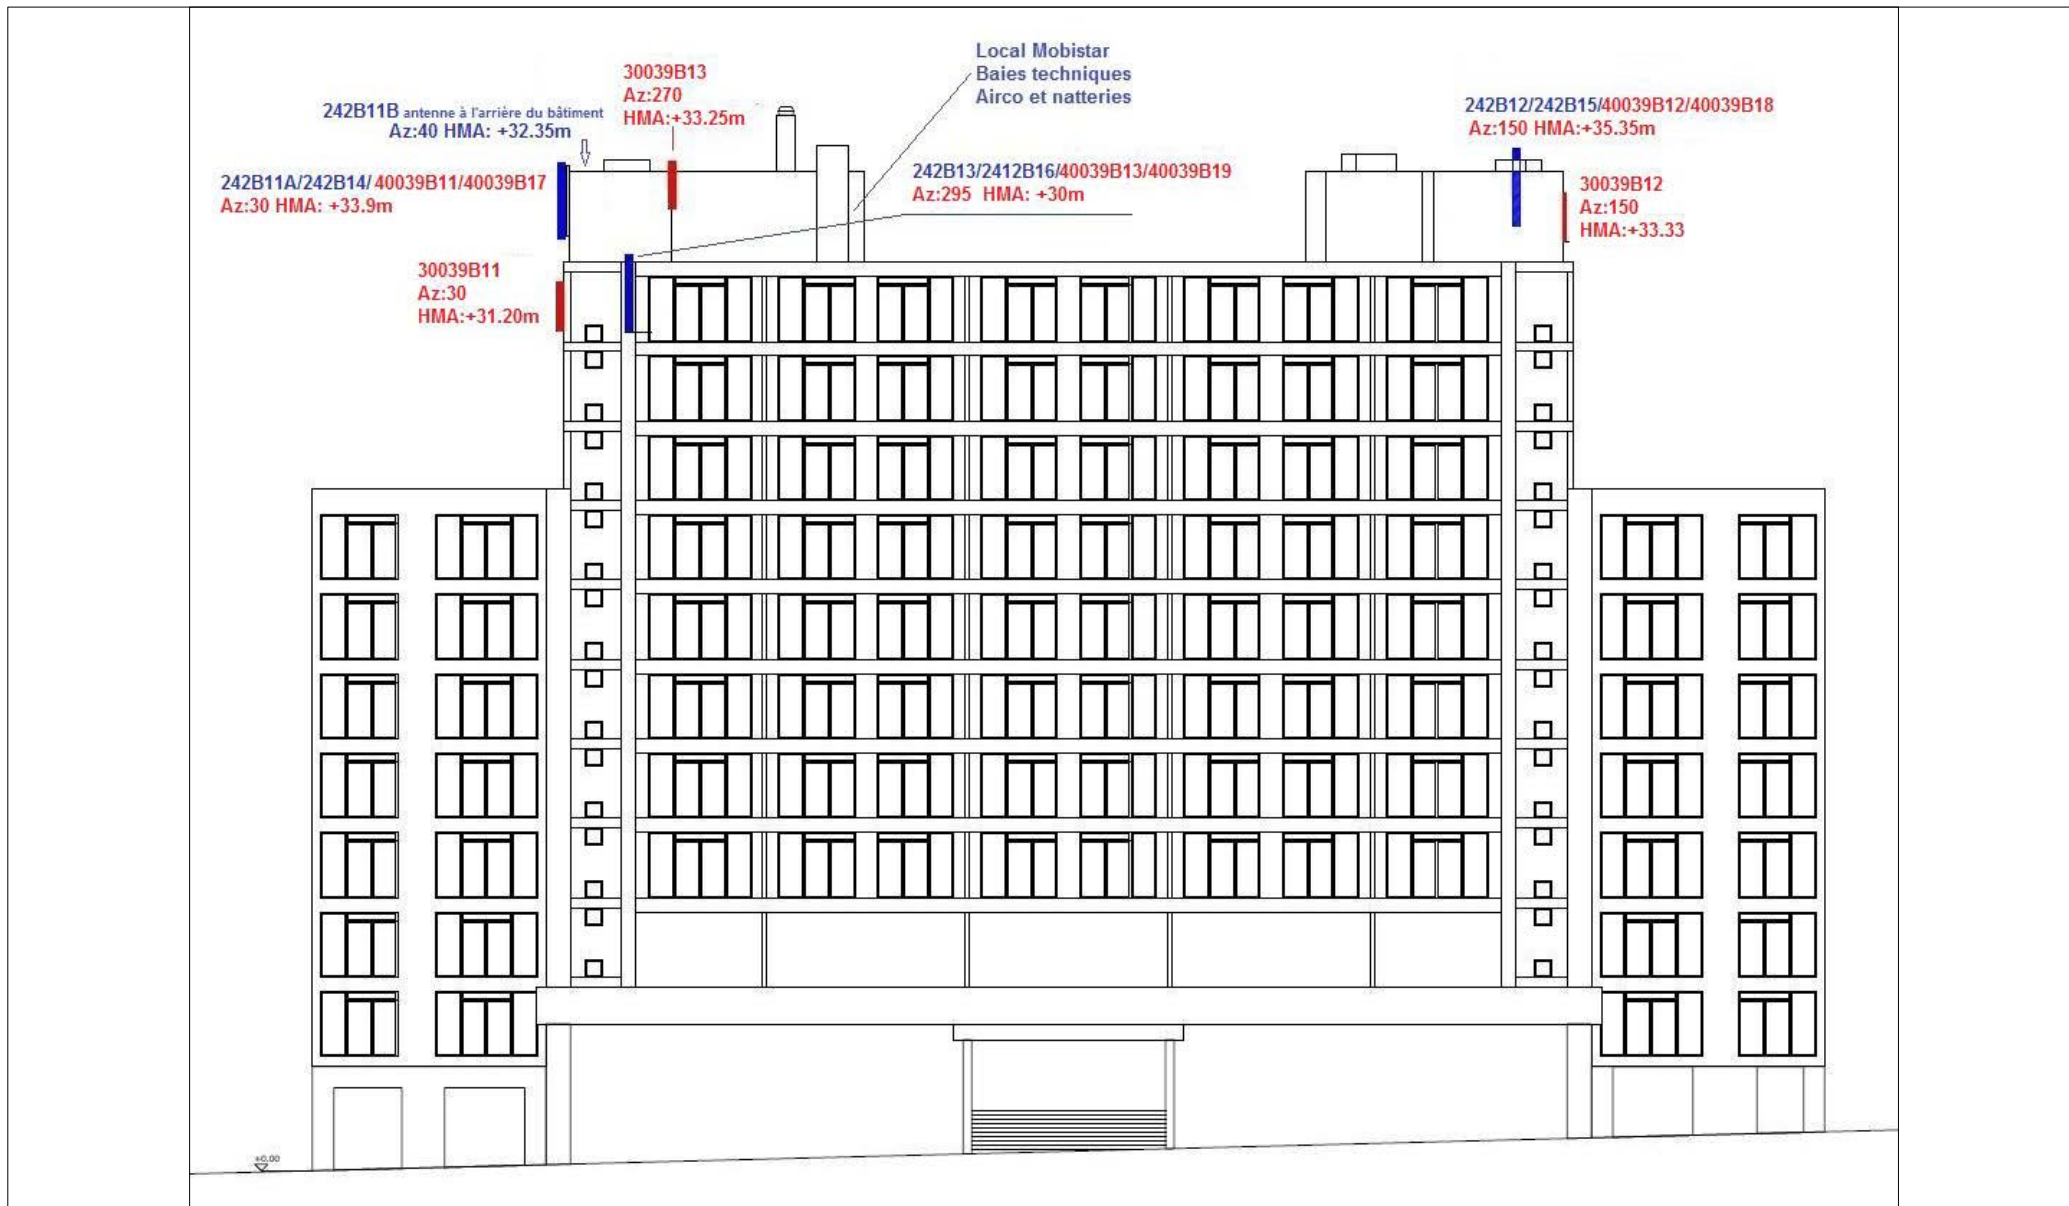 Local Mobistar
Baies techniques
Airco et natteries
30039B13
Az:270
HMA:+33.25m
242B11B antenne à l'arrière du bâtiment
Az:40 HMA: +32.35m
242B12/242B15/40039B12/40039B18
Az:150 HMA:+35.35m
242B11A/242B14/40039B11/40039B17
Az:30 HMA: +33.9m
242B13/2412B16/40039B13/40039B19
Az:295 HMA: +30m
30039B12
Az:150
HMA:+33.33
30039B11
Az:30
HMA:+31.20m
±0.00